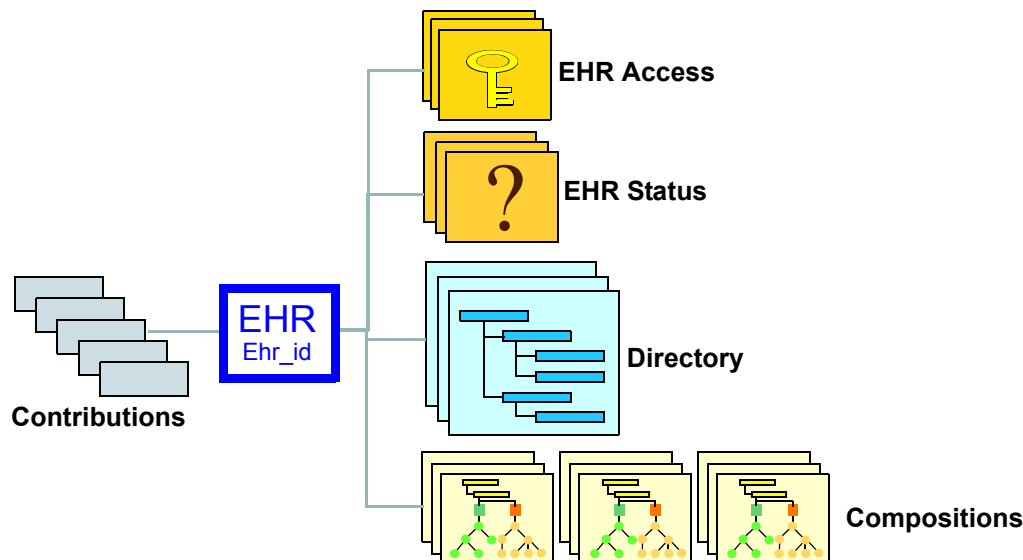 EHR Access
EHR Status
EHR
Ehr_id
Directory
Contributions
Compositions